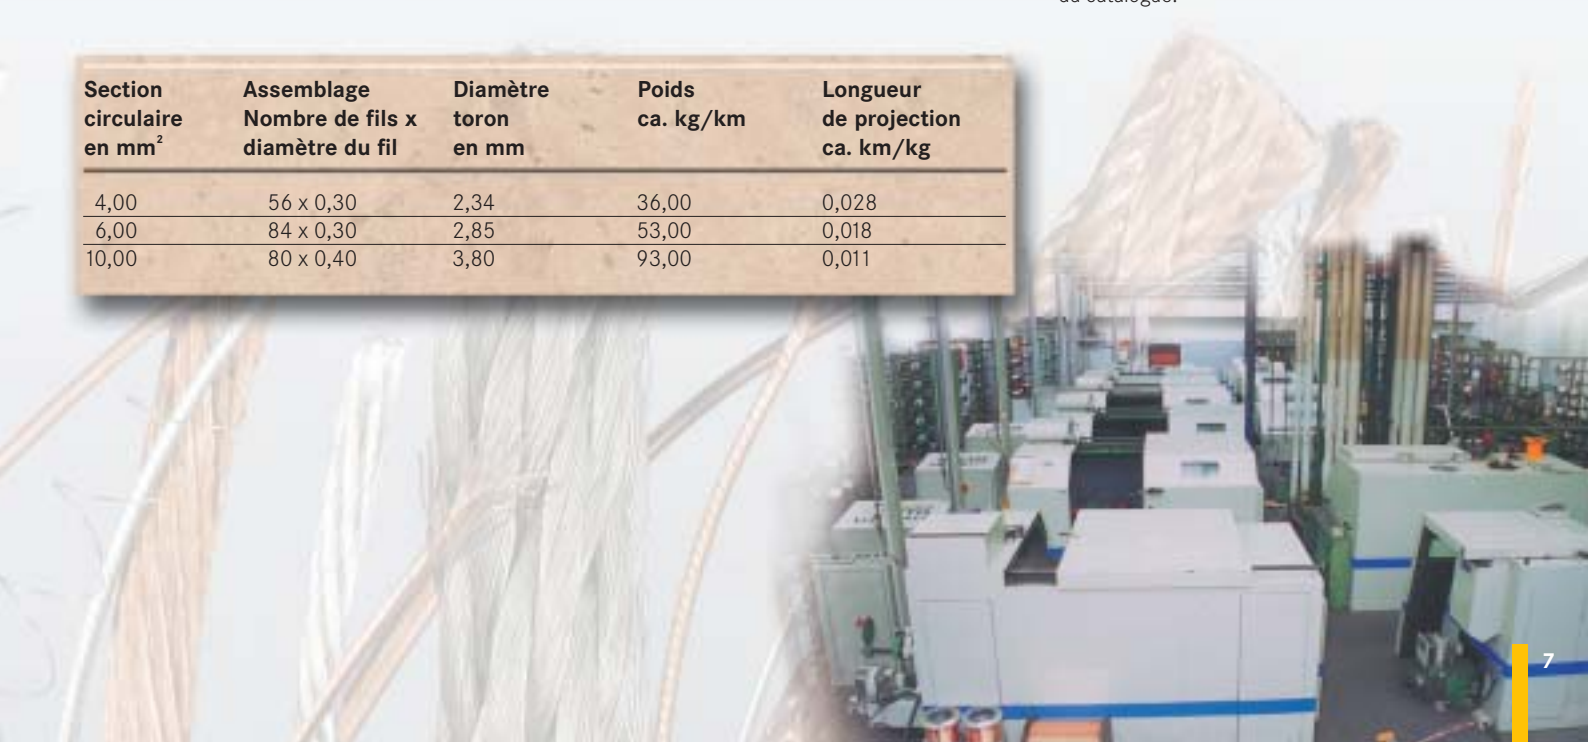 du catalogue.
Section Assemblage Diamètre Poids Longueur
circulaire Nombre de fils x toron ca. kg/km de projection
en mm² diamètre du fil en mm ca. km/kg
4,00 56 x 0,30 2,34 36,00 0,028
6,00 84 x 0,30 2,85 53,00 0,018
10,00 80 x 0,40 3,80 93,00 0,011
7